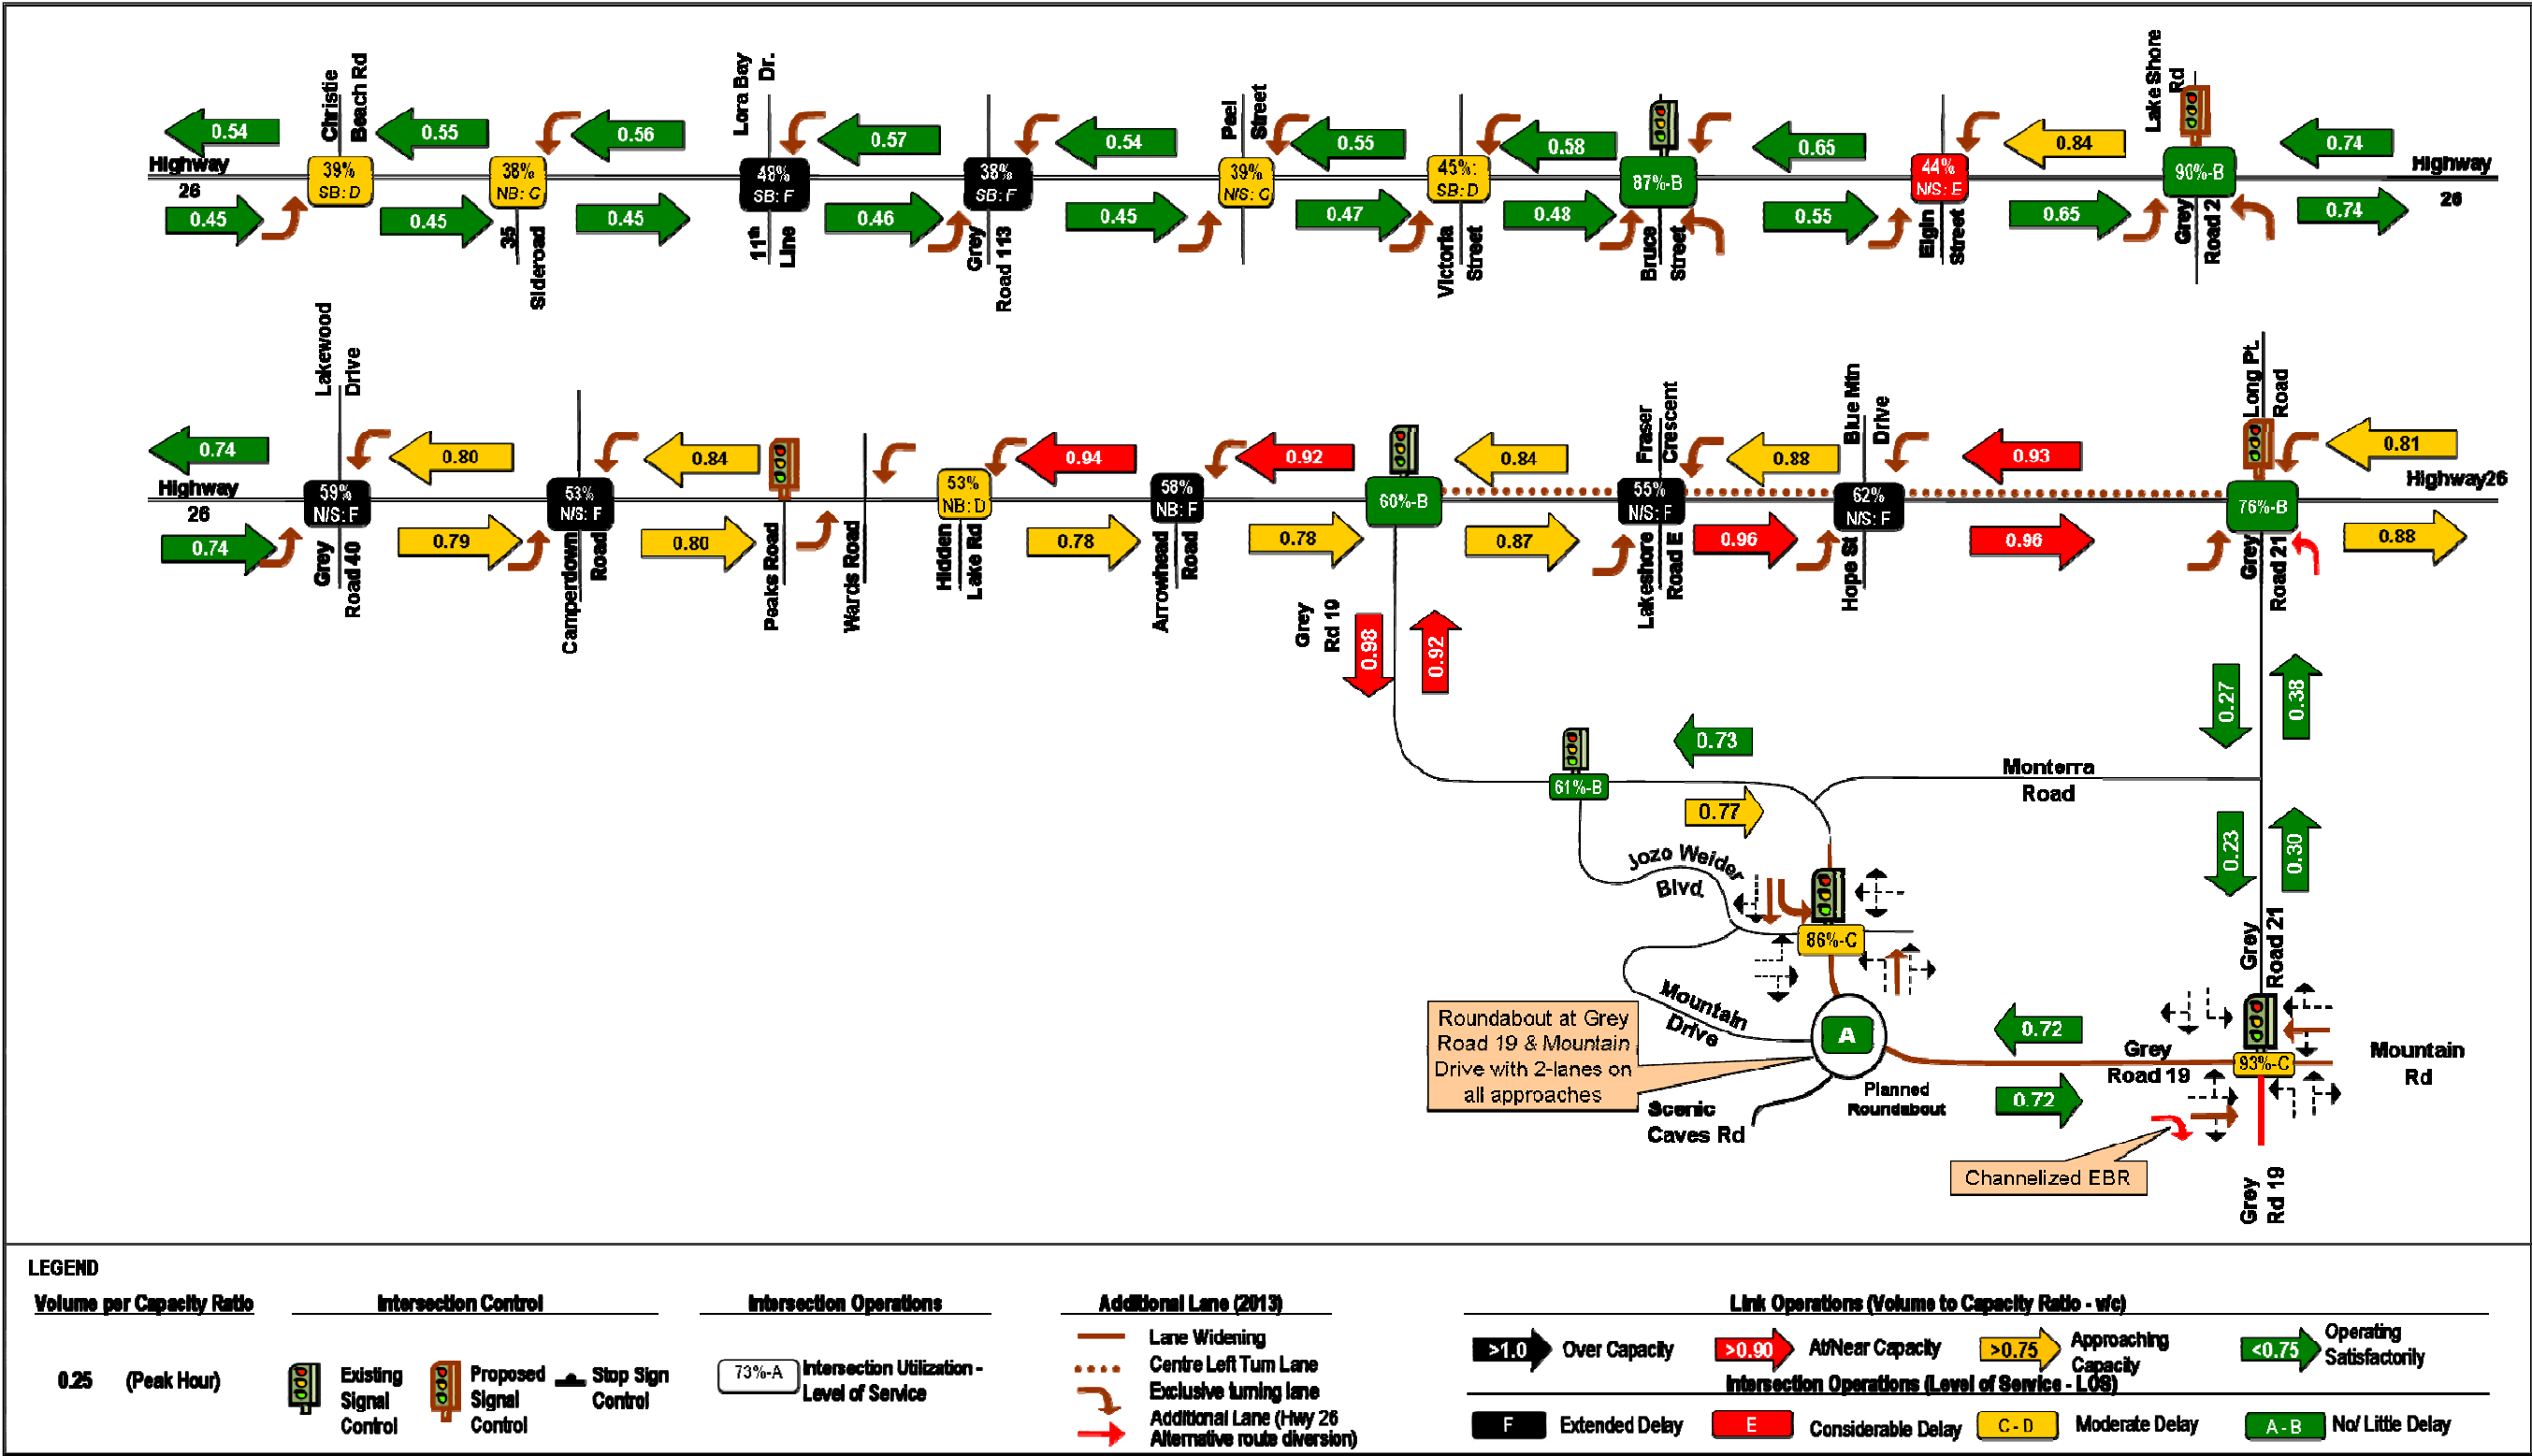 Christie
Beach Rd
Lora Bay
Dr.
Peel
Street
Lake Shore
Rd
0.54
0.55
0.56
0.57
0.54
0.55
0.58
0.65
0.84
0.74
Highway
26
39%
SB: D
38%
NB: C
48%
SB: F
38%
SB: F
39%
N/S: C
45%:
SB: D
87%-B
44%
N/S: E
90%-B
Highway
26
0.45
0.45
0.45
0.46
0.45
0.47
0.48
0.55
0.65
0.74
35
Sideroad
11th
Line
Grey
Road 113
Victoria
Street
Bruce
Street
Elgin
Street
Grey
Road 2
Lakewood
Drive
Fraser
Crescent
Blue Mtn
Drive
Long Pt.
Road
0.74
0.80
0.84
0.94
0.92
0.84
0.88
0.93
0.81
Highway
26
59%
N/S: F
53%
N/S: F
53%
NB: D
58%
NB: F
60%-B
55%
N/S: F
62%
N/S: F
76%-B
Highway26
0.74
0.79
0.80
0.78
0.78
0.87
0.96
0.96
0.88
Grey
Road 40
Camperdown
Road
Peaks Road
Wards Road
Hidden
Lake Rd
Arrowhead
Road
Lakeshore
Road E
Hope St
Grey
Road 21
Grey
Rd 19
0.98
0.92
0.27
0.38
0.73
61%-B
0.77
Monterra
Road
0.23
0.30
Jozo Weider
Blvd.
86%-C
Grey
Road 21
Mountain
Drive
Roundabout at Grey
Road 19 & Mountain
Drive with 2-lanes on
all approaches
A
Planned
Roundabout
Scenic
Caves Rd
0.72
Grey
Road 19
0.72
93%-C
Mountain
Rd
Channelized EBR
Grey
Rd 19
LEGEND
Volume per Capacity Ratio
0.25 (Peak Hour)
Intersection Control
Existing
Signal
Control
Proposed
Signal
Control
Stop Sign
Control
Intersection Operations
73%-A
Intersection Utilization -
Level of Service
Additional Lane (2013)
Lane Widening
Centre Left Turn Lane
Exclusive turning lane
Additional Lane (Hwy 26
Alternative route diversion)
Link Operations (Volume to Capacity Ratio - v/c)
>1.0 Over Capacity
>0.90 At/Near Capacity
>0.75 Approaching
Capacity
<0.75 Operating
Satisfactorily
Intersection Operations (Level of Service - LOS)
F Extended Delay
E Considerable Delay
C - D Moderate Delay
A - B No/ Little Delay